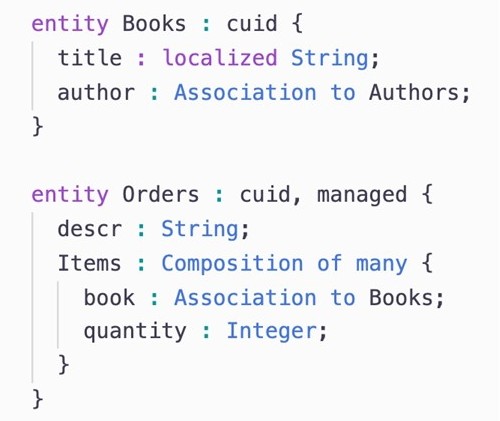 entity Books : cuid {
title : localized String;
author : Association to Authors;
}
entity Orders : cuid, managed {
descr : String;
Items : Composition of many {
book : Association to Books;
quantity : Integer;
}
}